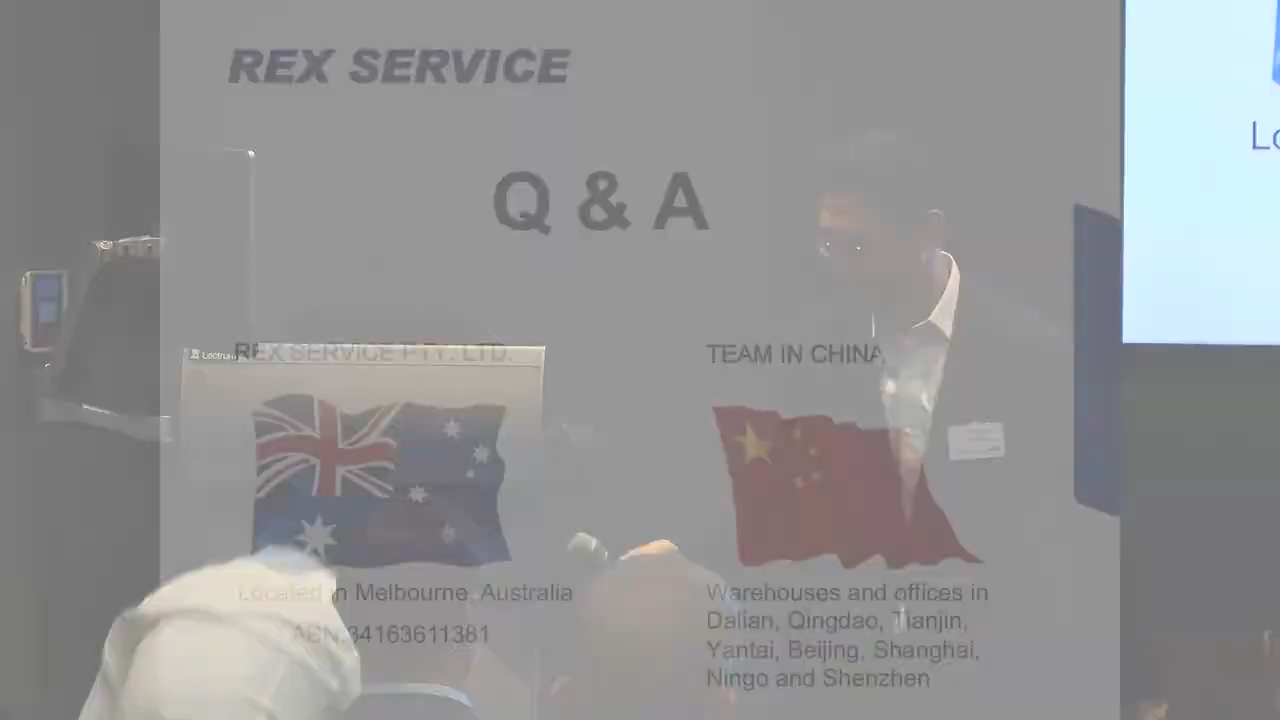 REX SERVICE
Q & A
REX SERVICE PTY. LTD.
TEAM IN CHINA
Located in Melbourne, Australia
ABN:34163611381
Warehouses and offices in
Dalian, Qingdao, Tianjin,
Yantai, Beijing, Shanghai,
Ningo and Shenzhen